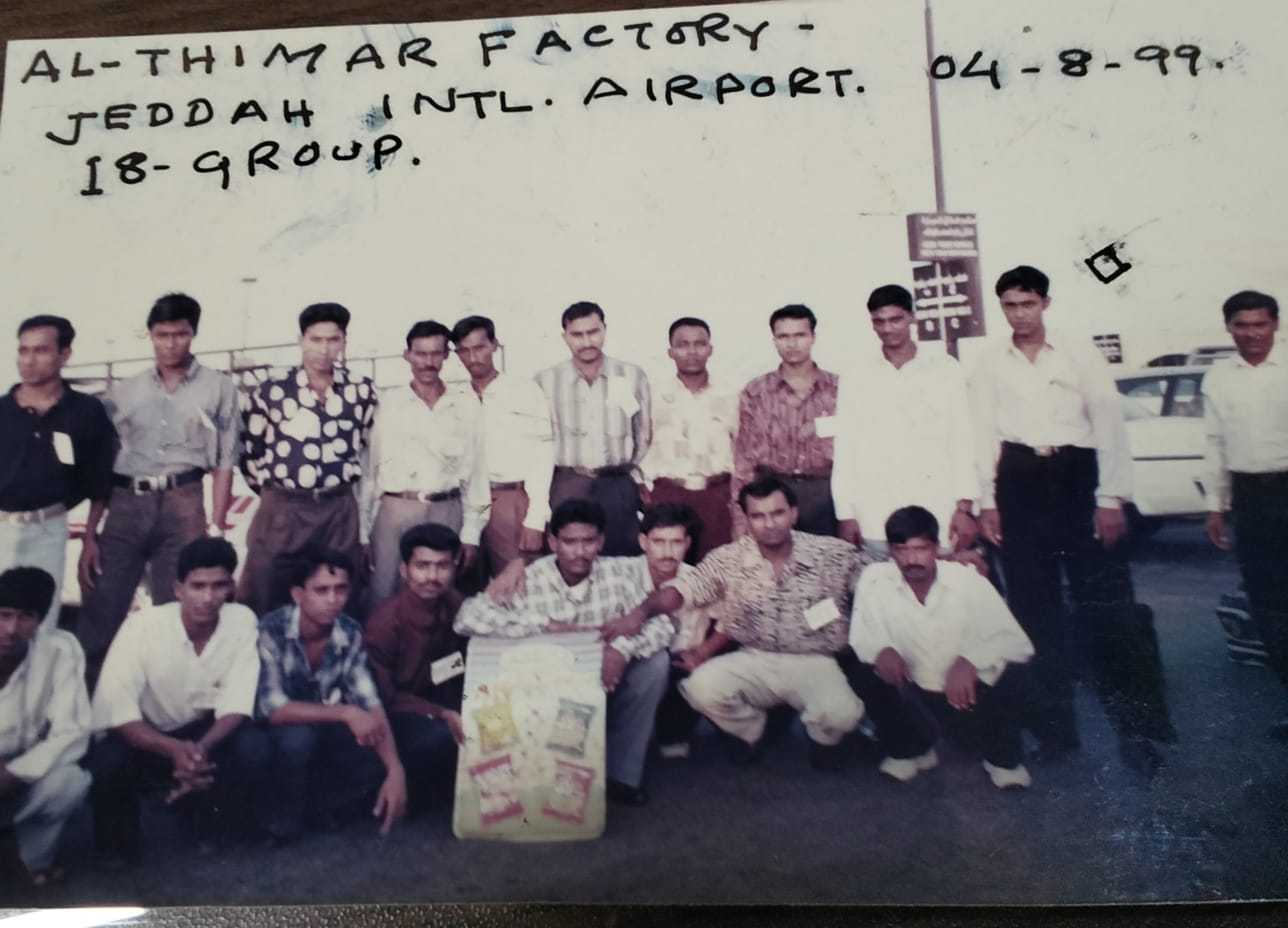 AL-THIMAR FACTORY -
JEDDAH INTL. AIRPORT. 04-8-99.
18-GROUP.